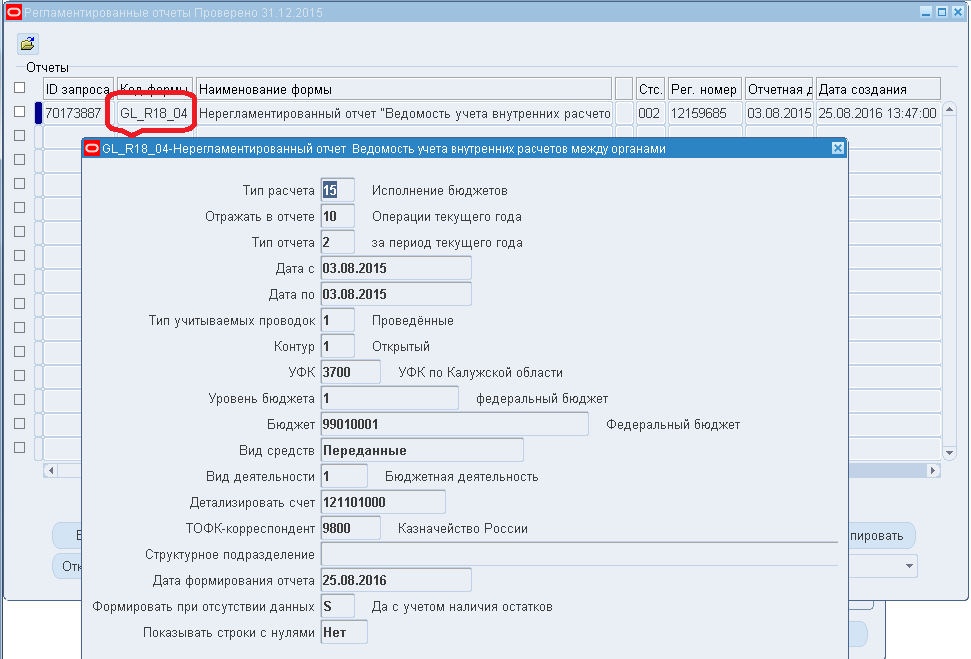 Регламентированные отчеты Проверено 31.12.2015
Отчеты
ID запроса Код формы Наименование формы Стс. Рег. номер Отчетная д Дата создания
70173887 GL_R18_04 Нерегламентированный отчет "Ведомость учета внутренних расчето 002 12159685 03.08.2015 25.08.2016 13:47:00
GL_R18_04-Нерегламентированный отчет Ведомость учета внутренних расчетов между органами
Тип расчета 15 Исполнение бюджетов
Отражать в отчете 10 Операции текущего года
Тип отчета 2 за период текущего года
Дата с 03.08.2015
Дата по 03.08.2015
Тип учитываемых проводок 1 Проведённые
Контур 1 Открытый
УФК 3700 УФК по Калужской области
Уровень бюджета 1 федеральный бюджет
Бюджет 99010001 Федеральный бюджет
Вид средств Переданные
Вид деятельности 1 Бюджетная деятельность
Детализировать счет 121101000
ТОФК-корреспондент 9800 Казначейство России
пировать
Структурное подразделение
Отк
Дата формирования отчета 25.08.2016
Формировать при отсутствии данных S Да с учетом наличия остатков
Показывать строки с нулями Нет